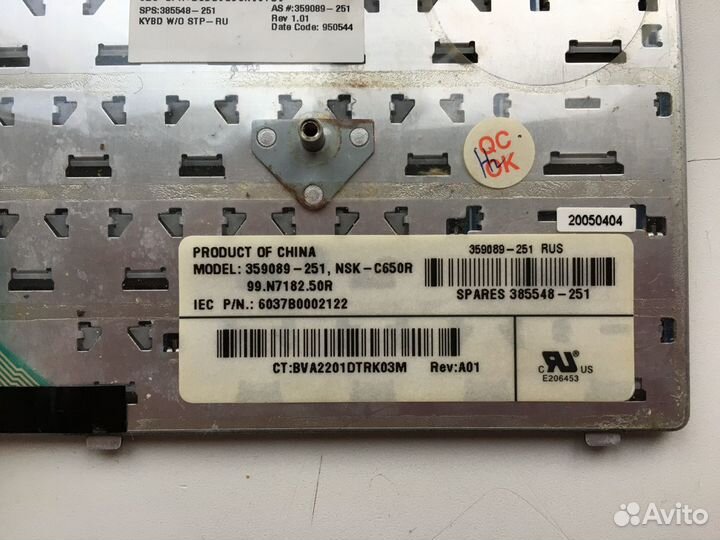 SPS:385548-251
AS #:359089-251
KYBD W/O STP-RU
Rev 1.01
Date Code: 950544
QC
OK
20050404
PRODUCT OF CHINA
359089-251 RUS
MODEL: 359089-251, NSK-C650R
99.N7182.50R
SPARES 385548-251
IEC P/N.: 6037B0002122
CT:BVA2201DTRK03M Rev:A01
C RU US
E206453
Avito